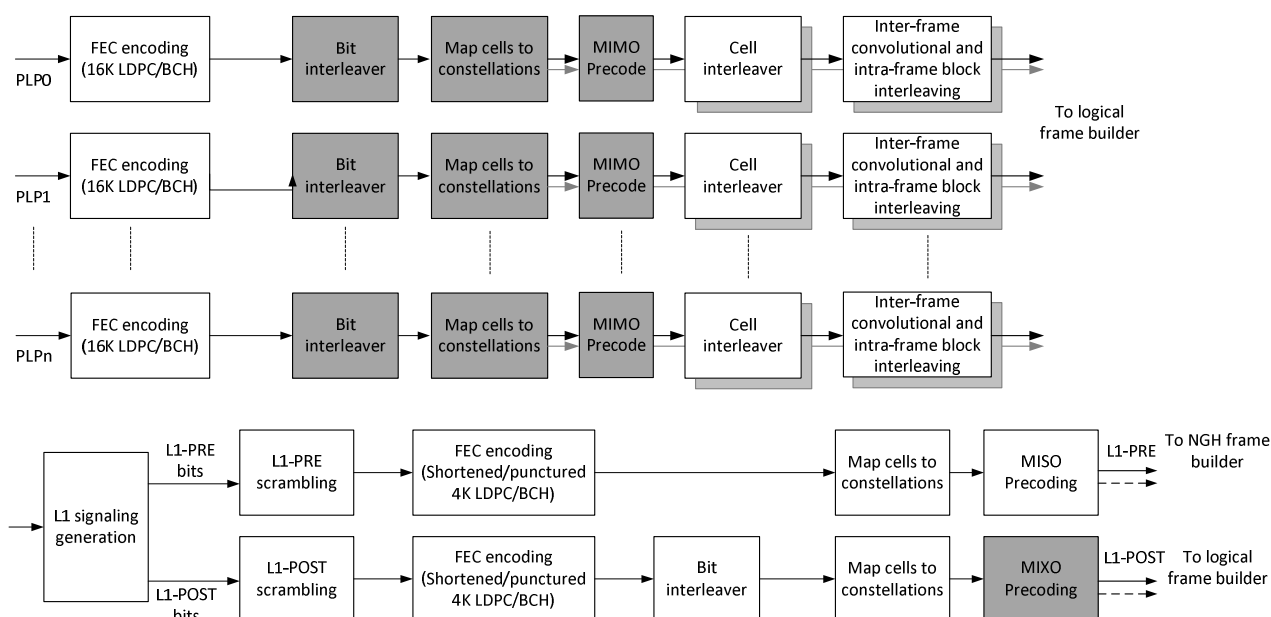 PLP0
FEC encoding
(16K LDPC/BCH)
Bit
interleaver
Map cells to
constellations
MIMO
Precode
Cell
interleaver
Inter-frame
convolutional and
intra-frame block
interleaving
To logical
frame builder
PLP1
FEC encoding
(16K LDPC/BCH)
Bit
interleaver
Map cells to
constellations
MIMO
Precode
Cell
interleaver
Inter-frame
convolutional and
intra-frame block
interleaving
PLPn
FEC encoding
(16K LDPC/BCH)
Bit
interleaver
Map cells to
constellations
MIMO
Precode
Cell
interleaver
Inter-frame
convolutional and
intra-frame block
interleaving
L1 signaling
generation
L1-PRE
bits
L1-PRE
scrambling
FEC encoding
(Shortened/punctured
4K LDPC/BCH)
Map cells to
constellations
MISO
Precoding
L1-PRE
To NGH frame
builder
L1-POST
bits
L1-POST
scrambling
FEC encoding
(Shortened/punctured
4K LDPC/BCH)
Bit
interleaver
Map cells to
constellations
MIXO
Precoding
L1-POST
To logical
frame builder